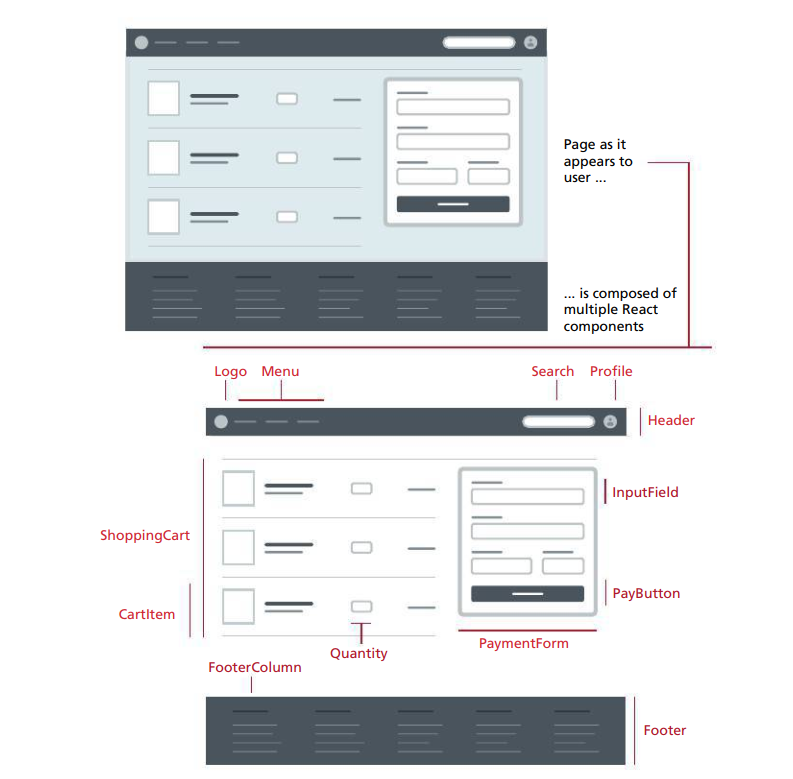 Page as it
appears to
user ...
... is composed of
multiple React
components
Logo
Menu
Search
Profile
Header
InputField
ShoppingCart
PayButton
CartItem
Quantity
PaymentForm
FooterColumn
Footer